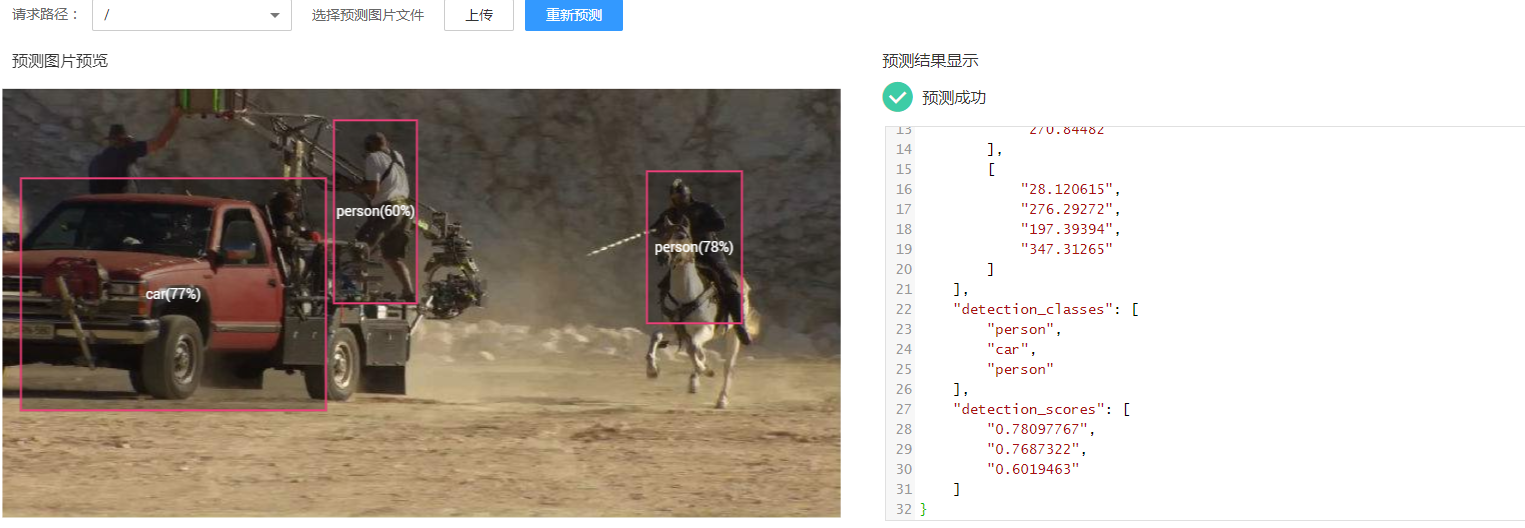 请求路径： / 选择预测图片文件 上传 重新预测
预测图片预览
预测结果显示
预测成功
person(60%)
person(78%)
car(77%)
13 "270.84482"
14 ],
15 [
16 "28.120615",
17 "276.29272",
18 "197.39394",
19 "347.31265"
20 ]
21 ],
22 "detection_classes": [
23 "person",
24 "car",
25 "person"
26 ],
27 "detection_scores": [
28 "0.78097767",
29 "0.7687322",
30 "0.6019463"
31 ]
32 }